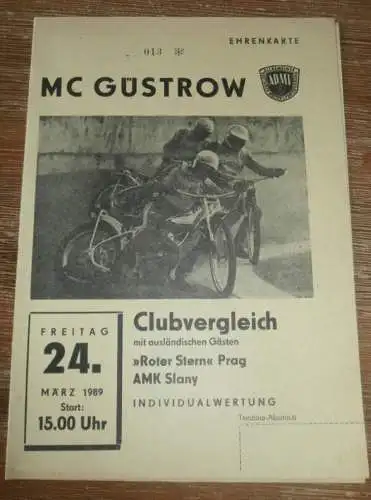 013
EHRENKARTE
MC GÜSTROW
ADMV
FREITAG
24.
MÄRZ 1989
Start:
15.00 Uhr
Clubvergleich
mit ausländischen Gästen
»Roter Stern« Prag
AMK Slany
INDIVIDUALWERTUNG